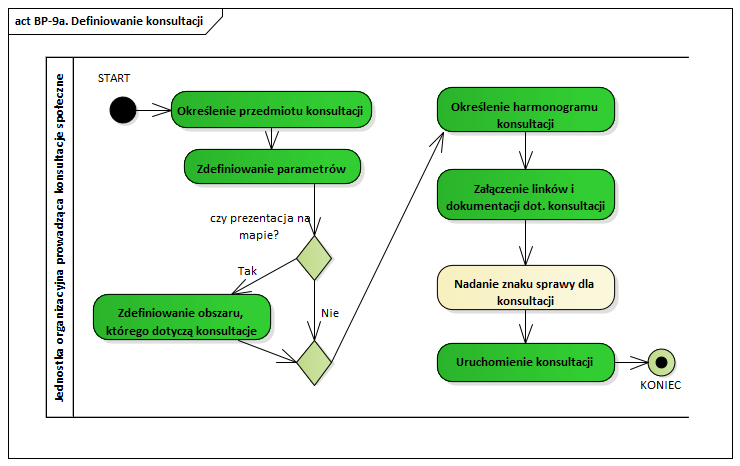 act BP-9a. Definiowanie konsultacji
Jednostka organizacyjna prowadząca konsultacje społeczne
START
Określenie przedmiotu konsultacji
Zdefiniowanie parametrów
czy prezentacja na
mapie?
Tak
Nie
Zdefiniowanie obszaru,
którego dotyczą konsultacje
Określenie harmonogramu
konsultacji
Załączenie linków i
dokumentacji dot. konsultacji
Nadanie znaku sprawy dla
konsultacji
Uruchomienie konsultacji
KONIEC